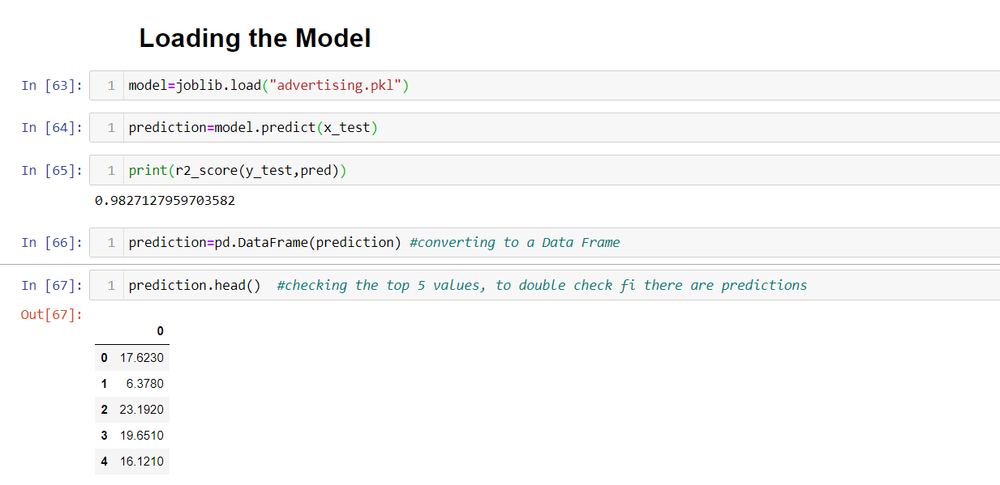 Loading the Model
In [63]: 1 model=joblib.load("advertising.pkl")
In [64]: 1 prediction=model.predict(x_test)
In [65]: 1 print(r2_score(y_test,pred))
0.9827127959703582
In [66]: 1 prediction=pd.DataFrame(prediction) #converting to a Data Frame
In [67]: 1 prediction.head()  #checking the top 5 values, to double check fi there are predictions
Out[67]:
0
0 17.6230
1 6.3780
2 23.1920
3 19.6510
4 16.1210